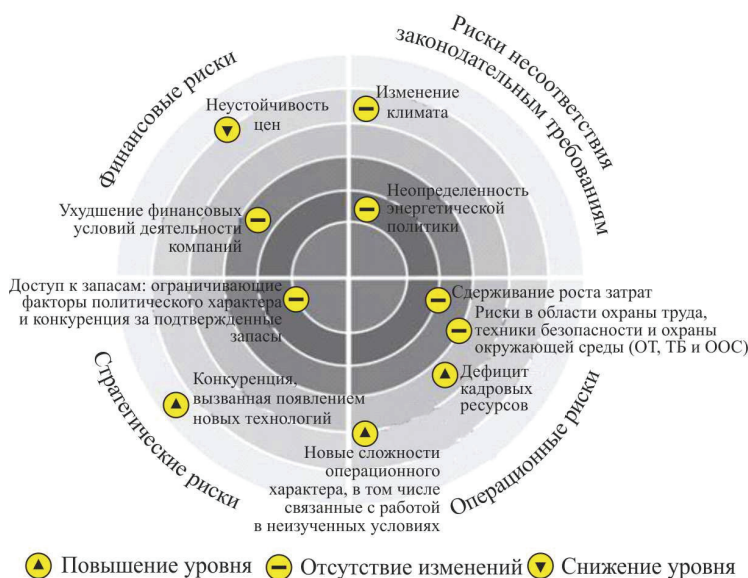 Финансовые риски
Риски несоответствия
законодательным требованиям
Неустойчивость
цен
Изменение
климата
Ухудшение финансовых
условий деятельности
компаний
Неопределенность
энергетической
политики
Доступ к запасам: ограничивающие
факторы политического характера
и конкуренция за подтвержденные
запасы
Сдерживание роста затрат
Риски в области охраны труда,
техники безопасности и охраны
окружающей среды (ОТ, ТБ и ООС)
Конкуренция,
вызванная появлением
новых технологий
Дефицит
кадровых
ресурсов
Новые сложности
операционного
характера, в том числе
связанные с работой
в неизученных условиях
Стратегические риски
Операционные риски
Повышение уровня
Отсутствие изменений
Снижение уровня